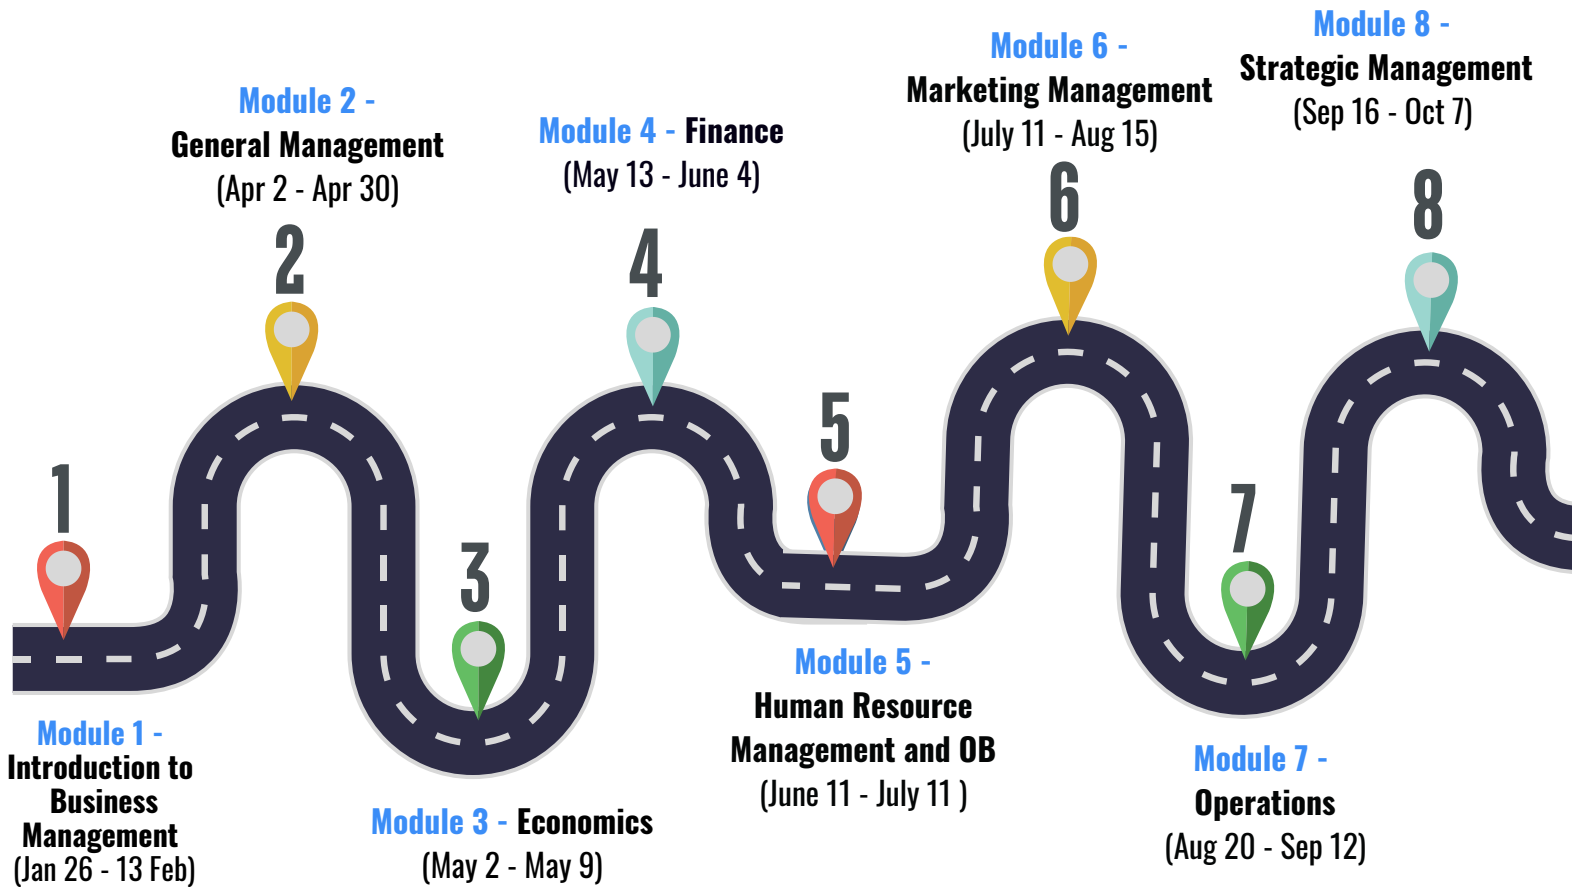 Module 1 -
Introduction to
Business
Management
(Jan 26 - 13 Feb)
1
Module 2 -
General Management
(Apr 2 - Apr 30)
2
3
Module 3 - Economics
(May 2 - May 9)
Module 4 - Finance
(May 13 - June 4)
4
5
Module 5 -
Human Resource
Management and OB
(June 11 - July 11 )
Module 6 -
Marketing Management
(July 11 - Aug 15)
6
7
Module 7 -
Operations
(Aug 20 - Sep 12)
Module 8 -
Strategic Management
(Sep 16 - Oct 7)
8